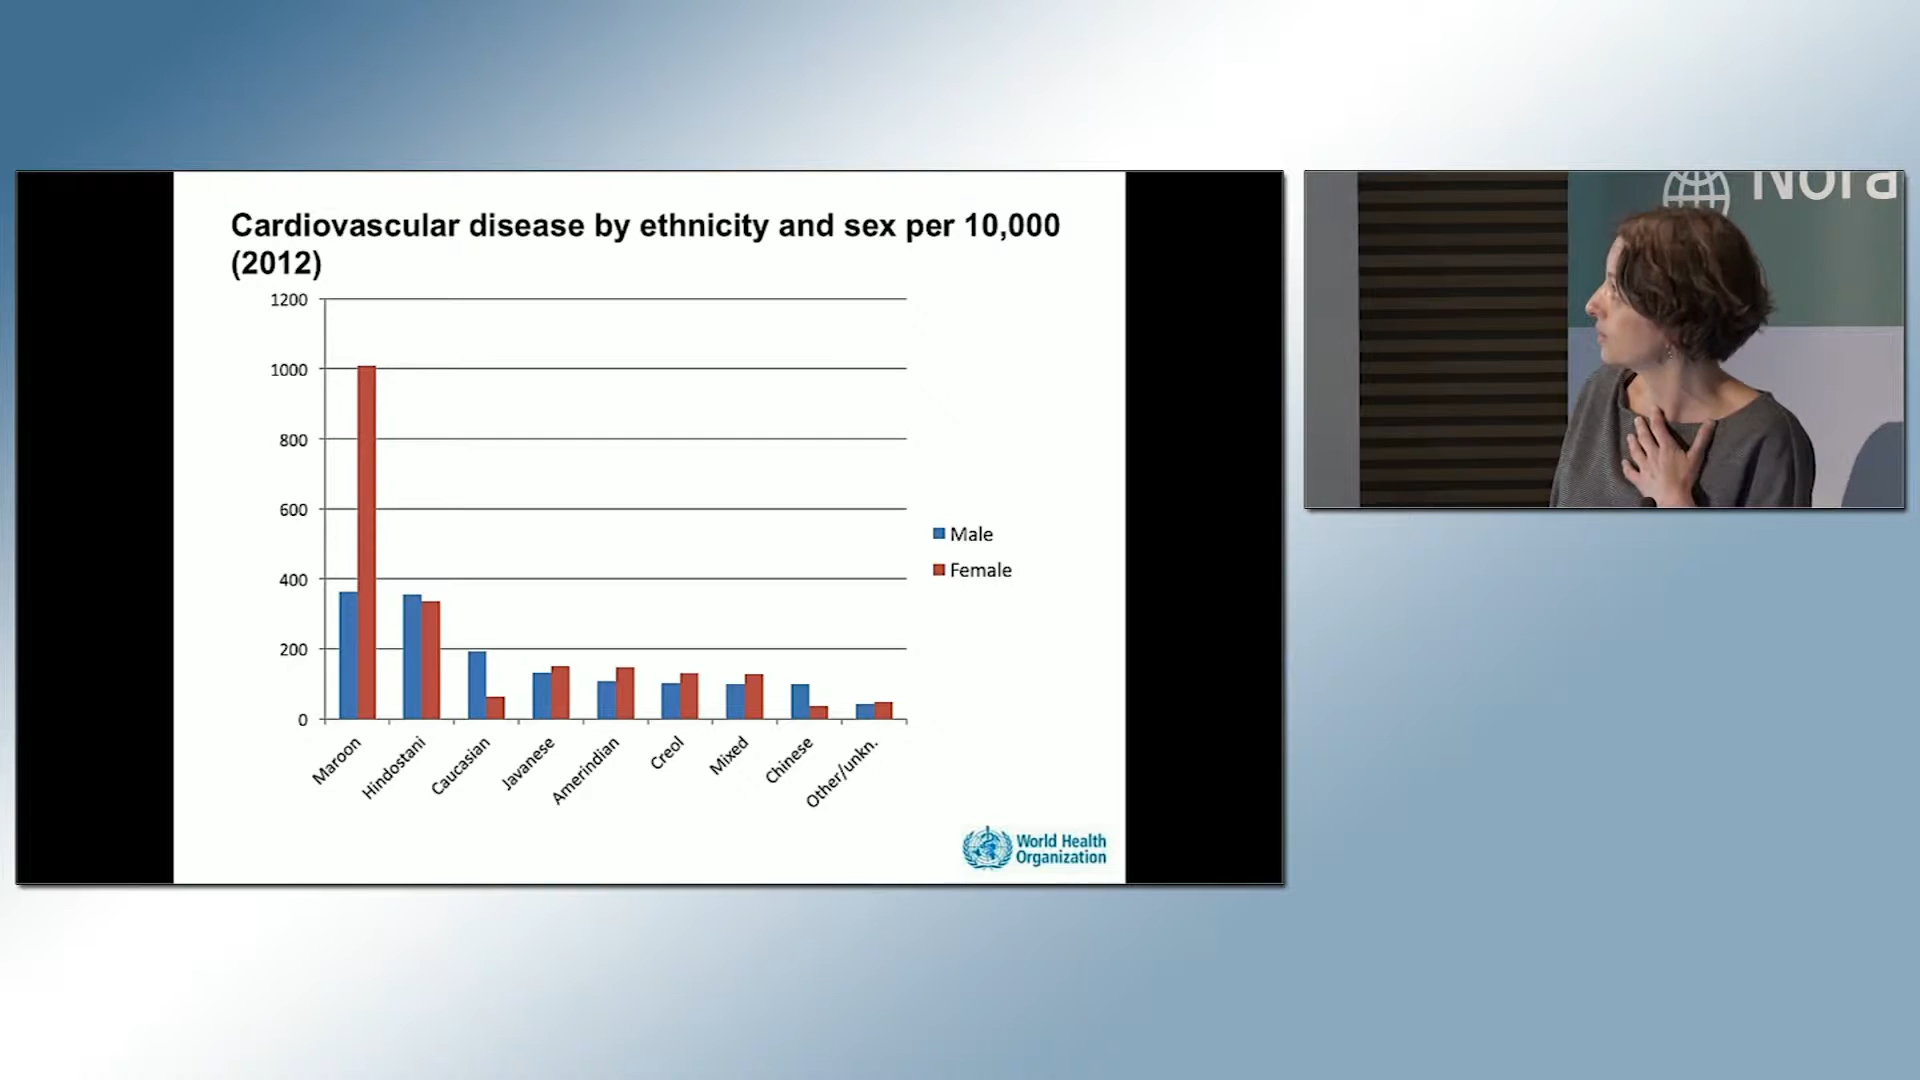 Cardiovascular disease by ethnicity and sex per 10,000
(2012)
1200
1000
800
600
400
200
0
Maroon
Hindostani
Caucasian
Javanese
Amerindian
Creol
Mixed
Chinese
Other/unkn.
Male
Female
World Health
Organization
Nora